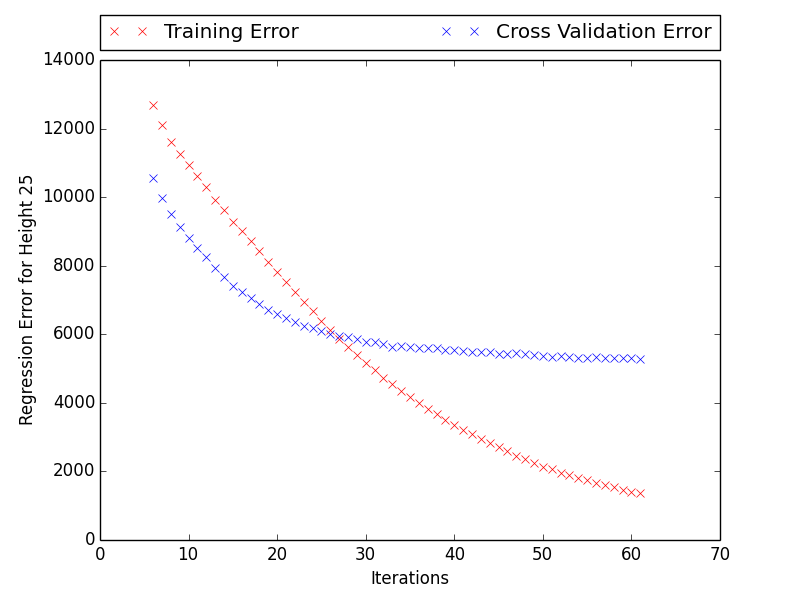 Training Error Cross Validation Error
14000
12000
10000
8000
6000
4000
2000
0
Regression Error for Height 25
0 10 20 30 40 50 60 70
Iterations